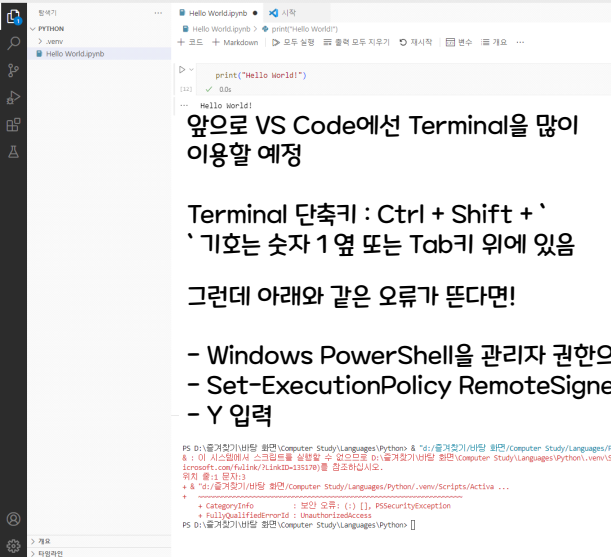 탐색기 ···
PYTHON
.venv
Hello World.ipynb
Hello World.ipynb ● 시작
Hello World.ipynb > print("Hello World!")
+ 코드 + Markdown 모두 실행 출력 모두 지우기 재시작 변수 개요 ···
print("Hello World!")
0.0s
··· Hello World!
앞으로 VS Code에선 Terminal을 많이
이용할 예정
Terminal 단축키 : Ctrl + Shift + `
` 기호는 숫자 1 옆 또는 Tab키 위에 있음
그런데 아래와 같은 오류가 뜬다면!
- Windows PowerShell을 관리자 권한으
- Set-ExecutionPolicy RemoteSigne
- Y 입력
PS D:\즐겨찾기\바탕 화면\Computer Study\Languages\Python> & "d:/즐겨찾기/바탕 화면/Computer Study/Languages/P
& : 이 시스템에서 스크립트를 실행할 수 없으므로 D:\즐겨찾기\바탕 화면\Computer Study\Languages\Python\.venv\S
icrosoft.com/fwlink/?LinkID=135170)를 참조하십시오.
위치 줄:1 문자:3
+ & "d:/즐겨찾기/바탕 화면/Computer Study/Languages/Python/.venv/Scripts/Activa ...
+ ~~~~~~~~~~~~~~~~~~~~~~~~~~~~~~~~~~~~~~~~~~~~~~~~~~~~~~~~~~~~~~~~~
+ CategoryInfo : 보안 오류: (:) [], PSSecurityException
+ FullyQualifiedErrorId : UnauthorizedAccess
PS D:\즐겨찾기\바탕 화면\Computer Study\Languages\Python>
개요
타임라인